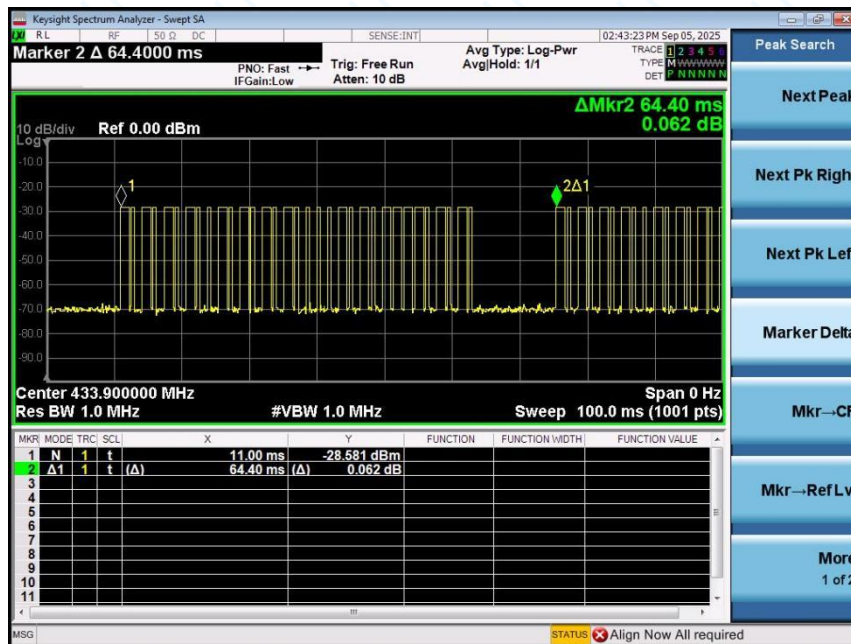 Keysight Spectrum Analyzer - Swept SA
LXI RL RF 50 Ω DC SENSE:INT 02:43:23 PM Sep 05, 2025
Marker 2 Δ 64.4000 ms
PNO: Fast
IFGain:Low
Trig: Free Run
Atten: 10 dB
Avg Type: Log-Pwr
Avg|Hold: 1/1
TRACE 1 2 3 4 5 6
TYPE M WWWWW
DET P N N N N N
Peak Search
ΔMkr2 64.40 ms
0.062 dB
10 dB/div Ref 0.00 dBm
Log
-10.0
-20.0
-30.0
-40.0
-50.0
-60.0
-70.0
-80.0
-90.0
1
2Δ1
Center 433.900000 MHz Span 0 Hz
Res BW 1.0 MHz #VBW 1.0 MHz Sweep 100.0 ms (1001 pts)
MKR MODE TRC SCL X Y FUNCTION FUNCTION WIDTH FUNCTION VALUE
1 N 1 t 11.00 ms -28.581 dBm
2 Δ1 1 t (Δ) 64.40 ms (Δ) 0.062 dB
3
4
5
6
7
8
9
10
11
Next Peak
Next Pk Righ
Next Pk Lef
Marker Delta
Mkr→CF
Mkr→Ref Lv
More
1 of 2
MSG STATUS Align Now All required